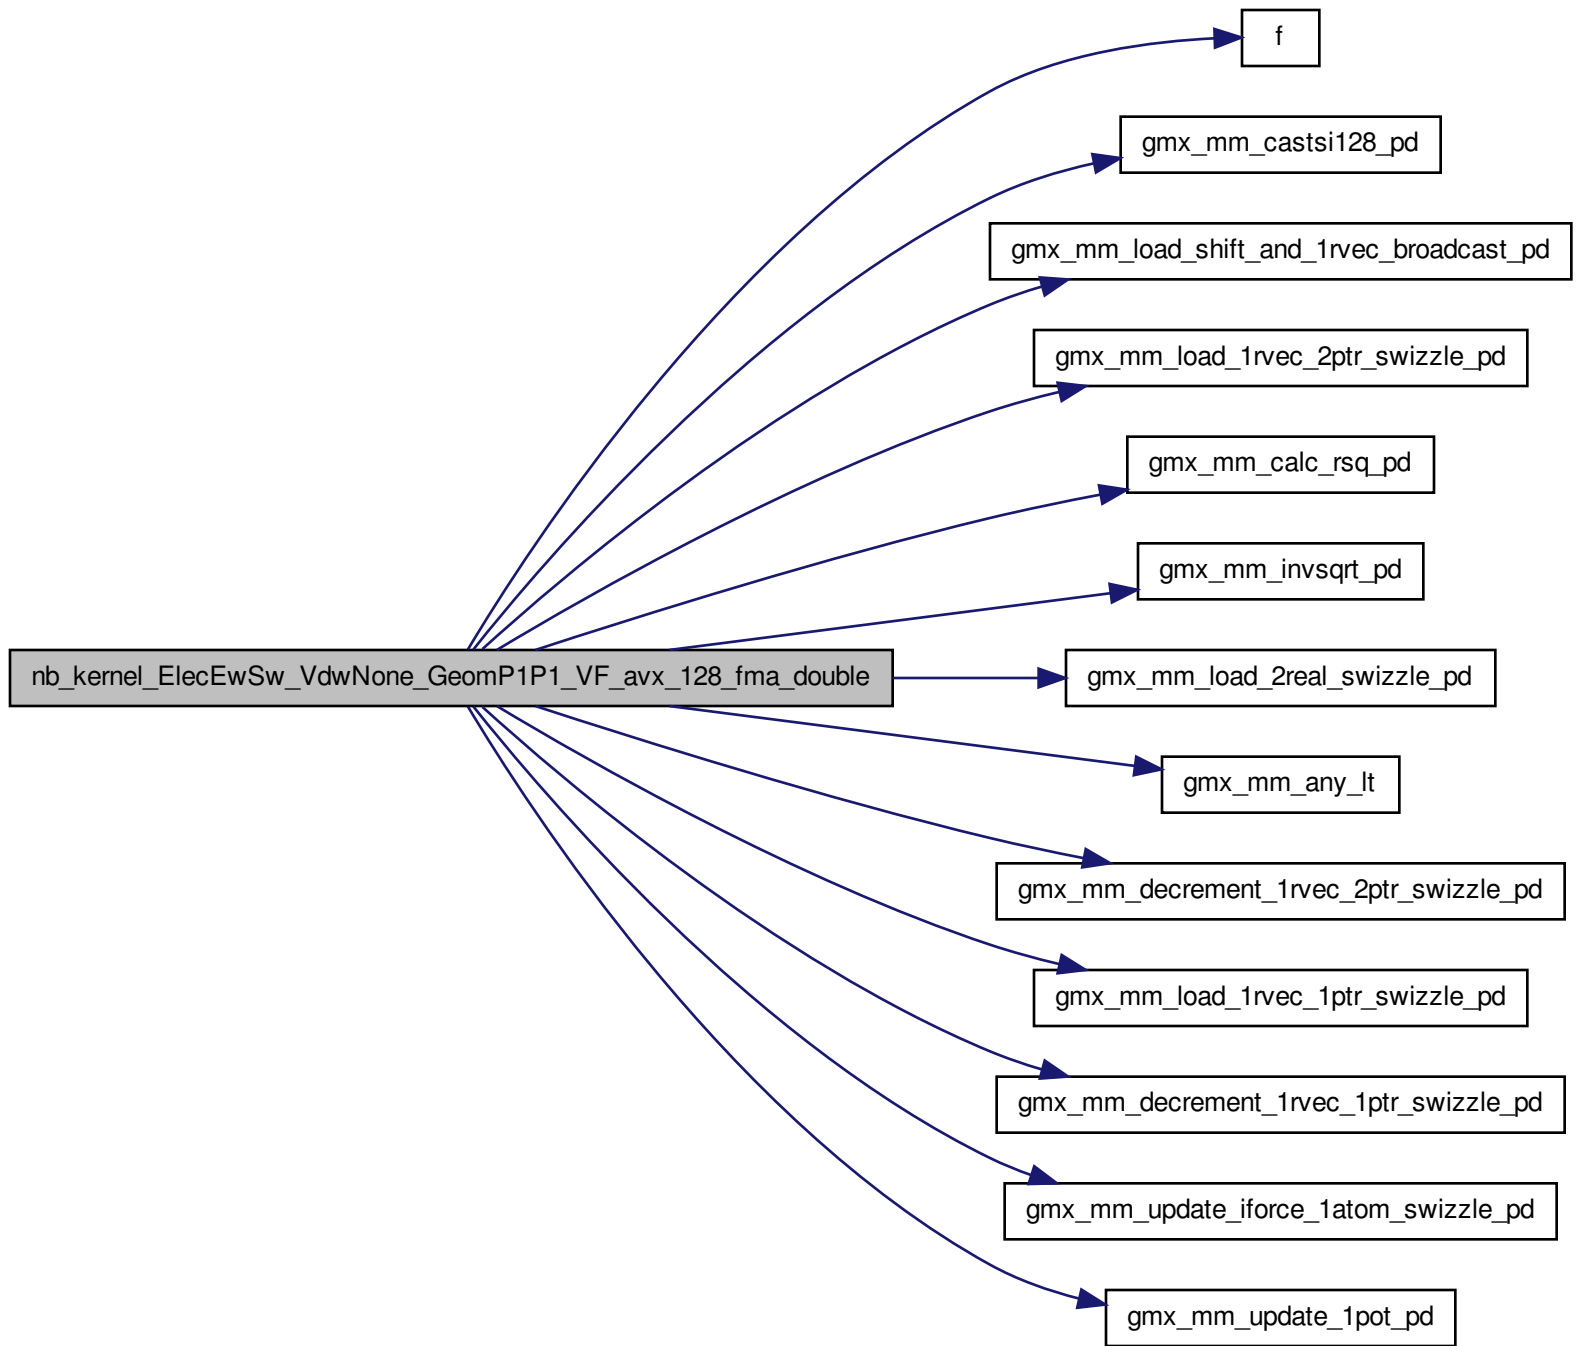 f
gmx_mm_castsi128_pd
gmx_mm_load_shift_and_1rvec_broadcast_pd
gmx_mm_load_1rvec_2ptr_swizzle_pd
gmx_mm_calc_rsq_pd
gmx_mm_invsqrt_pd
nb_kernel_ElecEwSw_VdwNone_GeomP1P1_VF_avx_128_fma_double
gmx_mm_load_2real_swizzle_pd
gmx_mm_any_lt
gmx_mm_decrement_1rvec_2ptr_swizzle_pd
gmx_mm_load_1rvec_1ptr_swizzle_pd
gmx_mm_decrement_1rvec_1ptr_swizzle_pd
gmx_mm_update_iforce_1atom_swizzle_pd
gmx_mm_update_1pot_pd